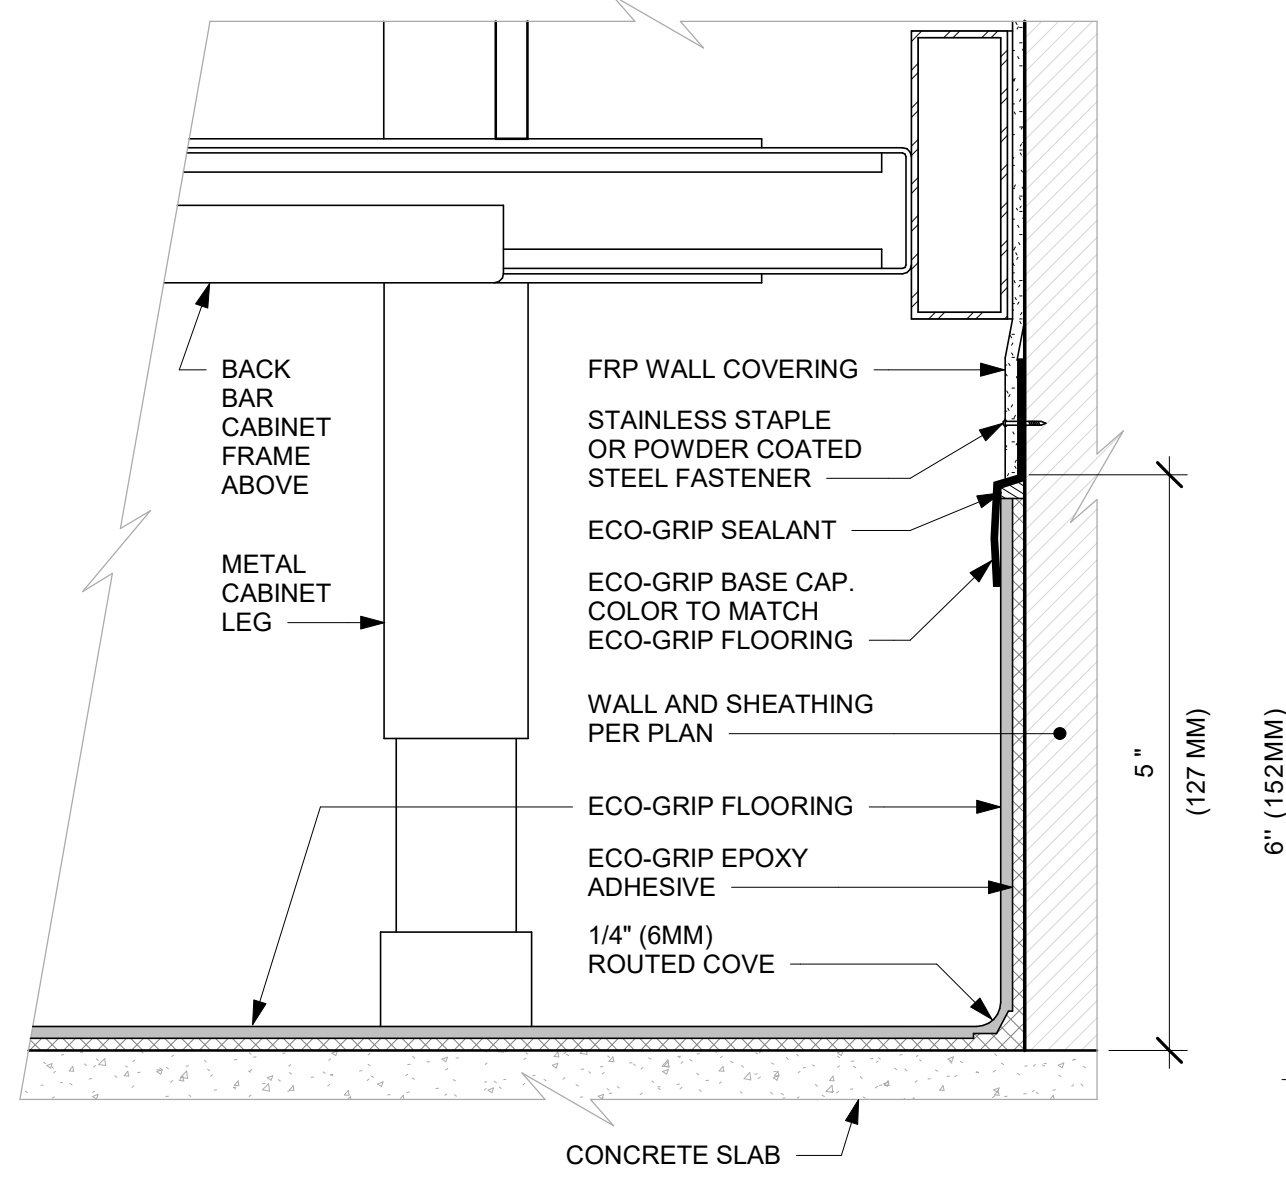 BACK
BAR
CABINET
FRAME
ABOVE
METAL
CABINET
LEG
FRP WALL COVERING
STAINLESS STAPLE
OR POWDER COATED
STEEL FASTENER
ECO-GRIP SEALANT
ECO-GRIP BASE CAP.
COLOR TO MATCH
ECO-GRIP FLOORING
WALL AND SHEATHING
PER PLAN
ECO-GRIP FLOORING
ECO-GRIP EPOXY
ADHESIVE
1/4" (6MM)
ROUTED COVE
5"
(127 MM)
6" (152MM)
CONCRETE SLAB